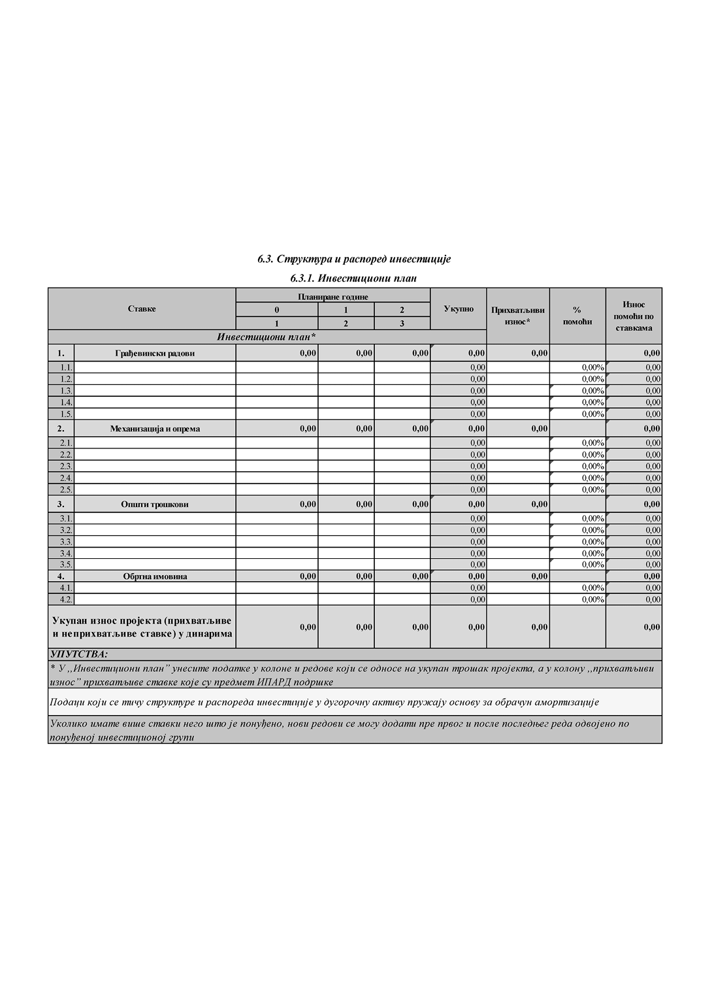 6.3. Структура и распоред инвестиције
6.3.1. Инвестициони план
Ставке Планиране године Укупно Прихватљиви износ* % помоћи Износ помоћи по ставкама
0 1 2
1 2 3
Инвестициони план*
1. Грађевински радови 0,00 0,00 0,00 0,00 0,00 0,00
1.1. 0,00 0,00% 0,00
1.2. 0,00 0,00% 0,00
1.3. 0,00 0,00% 0,00
1.4. 0,00 0,00% 0,00
1.5. 0,00 0,00% 0,00
2. Механизација и опрема 0,00 0,00 0,00 0,00 0,00 0,00
2.1. 0,00 0,00% 0,00
2.2. 0,00 0,00% 0,00
2.3. 0,00 0,00% 0,00
2.4. 0,00 0,00% 0,00
2.5. 0,00 0,00% 0,00
3. Општи трошкови 0,00 0,00 0,00 0,00 0,00 0,00
3.1. 0,00 0,00% 0,00
3.2. 0,00 0,00% 0,00
3.3. 0,00 0,00% 0,00
3.4. 0,00 0,00% 0,00
3.5. 0,00 0,00% 0,00
4. Обртна имовина 0,00 0,00 0,00 0,00 0,00 0,00
4.1. 0,00 0,00% 0,00
4.2. 0,00 0,00% 0,00
Укупан износ пројекта (прихватљиве
и неприхватљиве ставке) у динарима 0,00 0,00 0,00 0,00 0,00 0,00
УПУТСТВА:
* У ,,Инвестициони план” унесите податке у колоне и редове који се односе на укупан трошак пројекта, а у колону ,,прихватљиви
износ” прихватљиве ставке које су предмет ИПАРД подршке
Подаци који се тичу структуре и распореда инвестиције у дугорочну активу пружају основу за обрачун амортизације
Уколико имате више ставки него што је понуђено, нови редови се могу додати пре првог и после последњег реда одвојено по
понуђеној инвестиционој групи